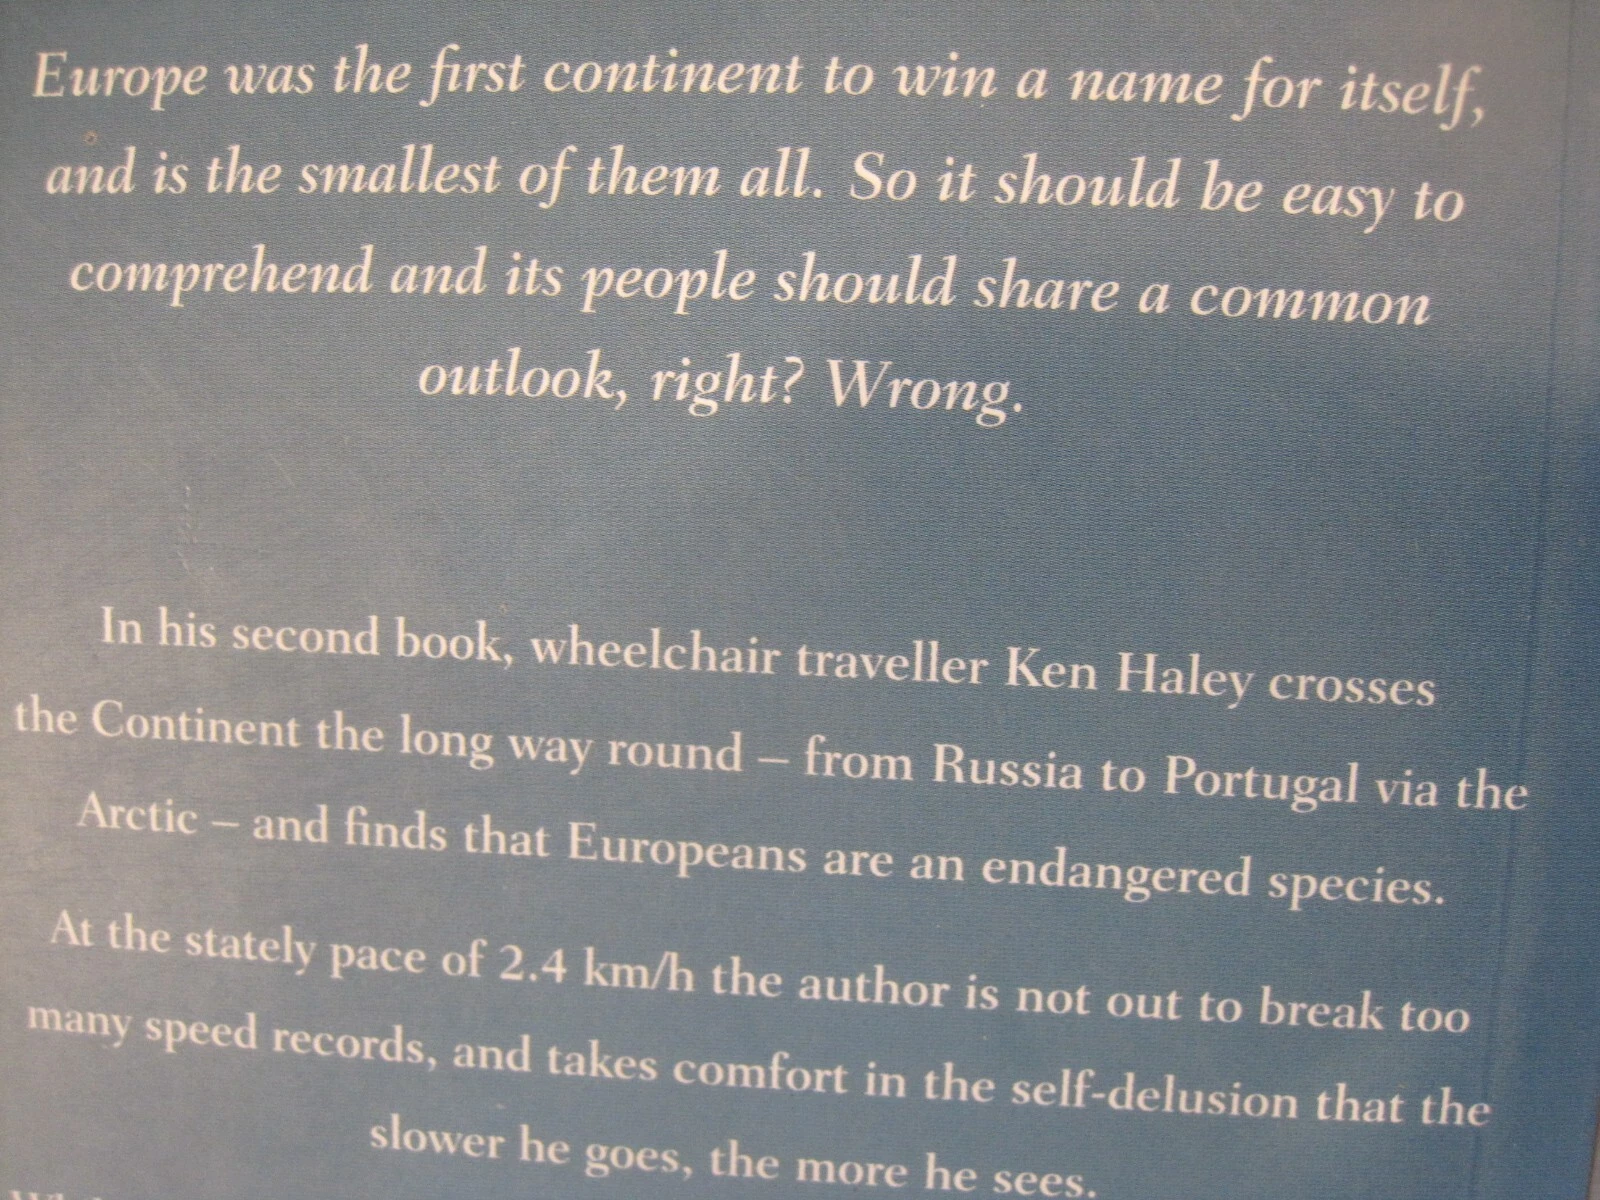 Europe was the first continent to win a name for itself,
and is the smallest of them all. So it should be easy to
comprehend and its people should share a common
outlook, right? Wrong.
In his second book, wheelchair traveller Ken Haley crosses
the Continent the long way round – from Russia to Portugal via the
Arctic – and finds that Europeans are an endangered species.
At the stately pace of 2.4 km/h the author is not out to break too
many speed records, and takes comfort in the self-delusion that the
slower he goes, the more he sees.